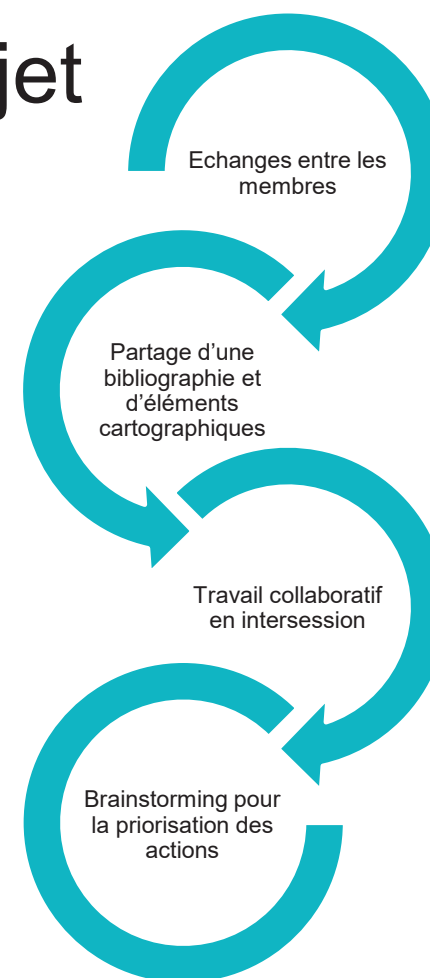 jet
Echanges entre les
membres
Partage d’une
bibliographie et
d’éléments
cartographiques
Travail collaboratif
en intersession
Brainstorming pour
la priorisation des
actions